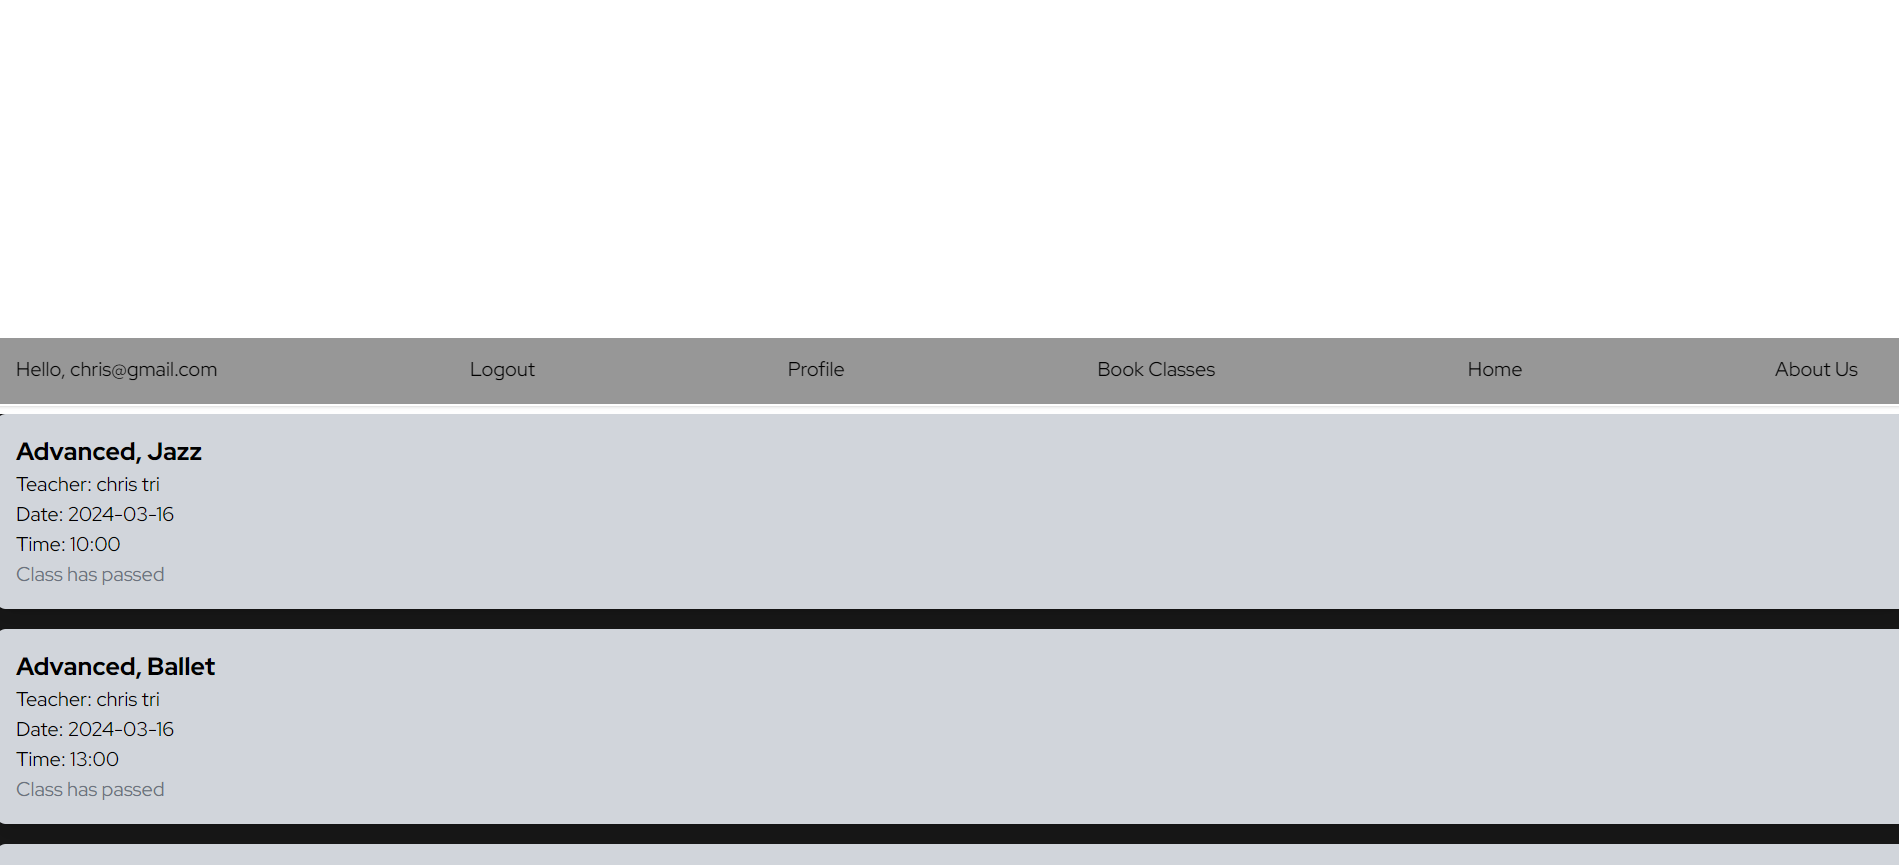 Hello, chris@gmail.com Logout Profile Book Classes Home About Us
Advanced, Jazz
Teacher: chris tri
Date: 2024-03-16
Time: 10:00
Class has passed
Advanced, Ballet
Teacher: chris tri
Date: 2024-03-16
Time: 13:00
Class has passed